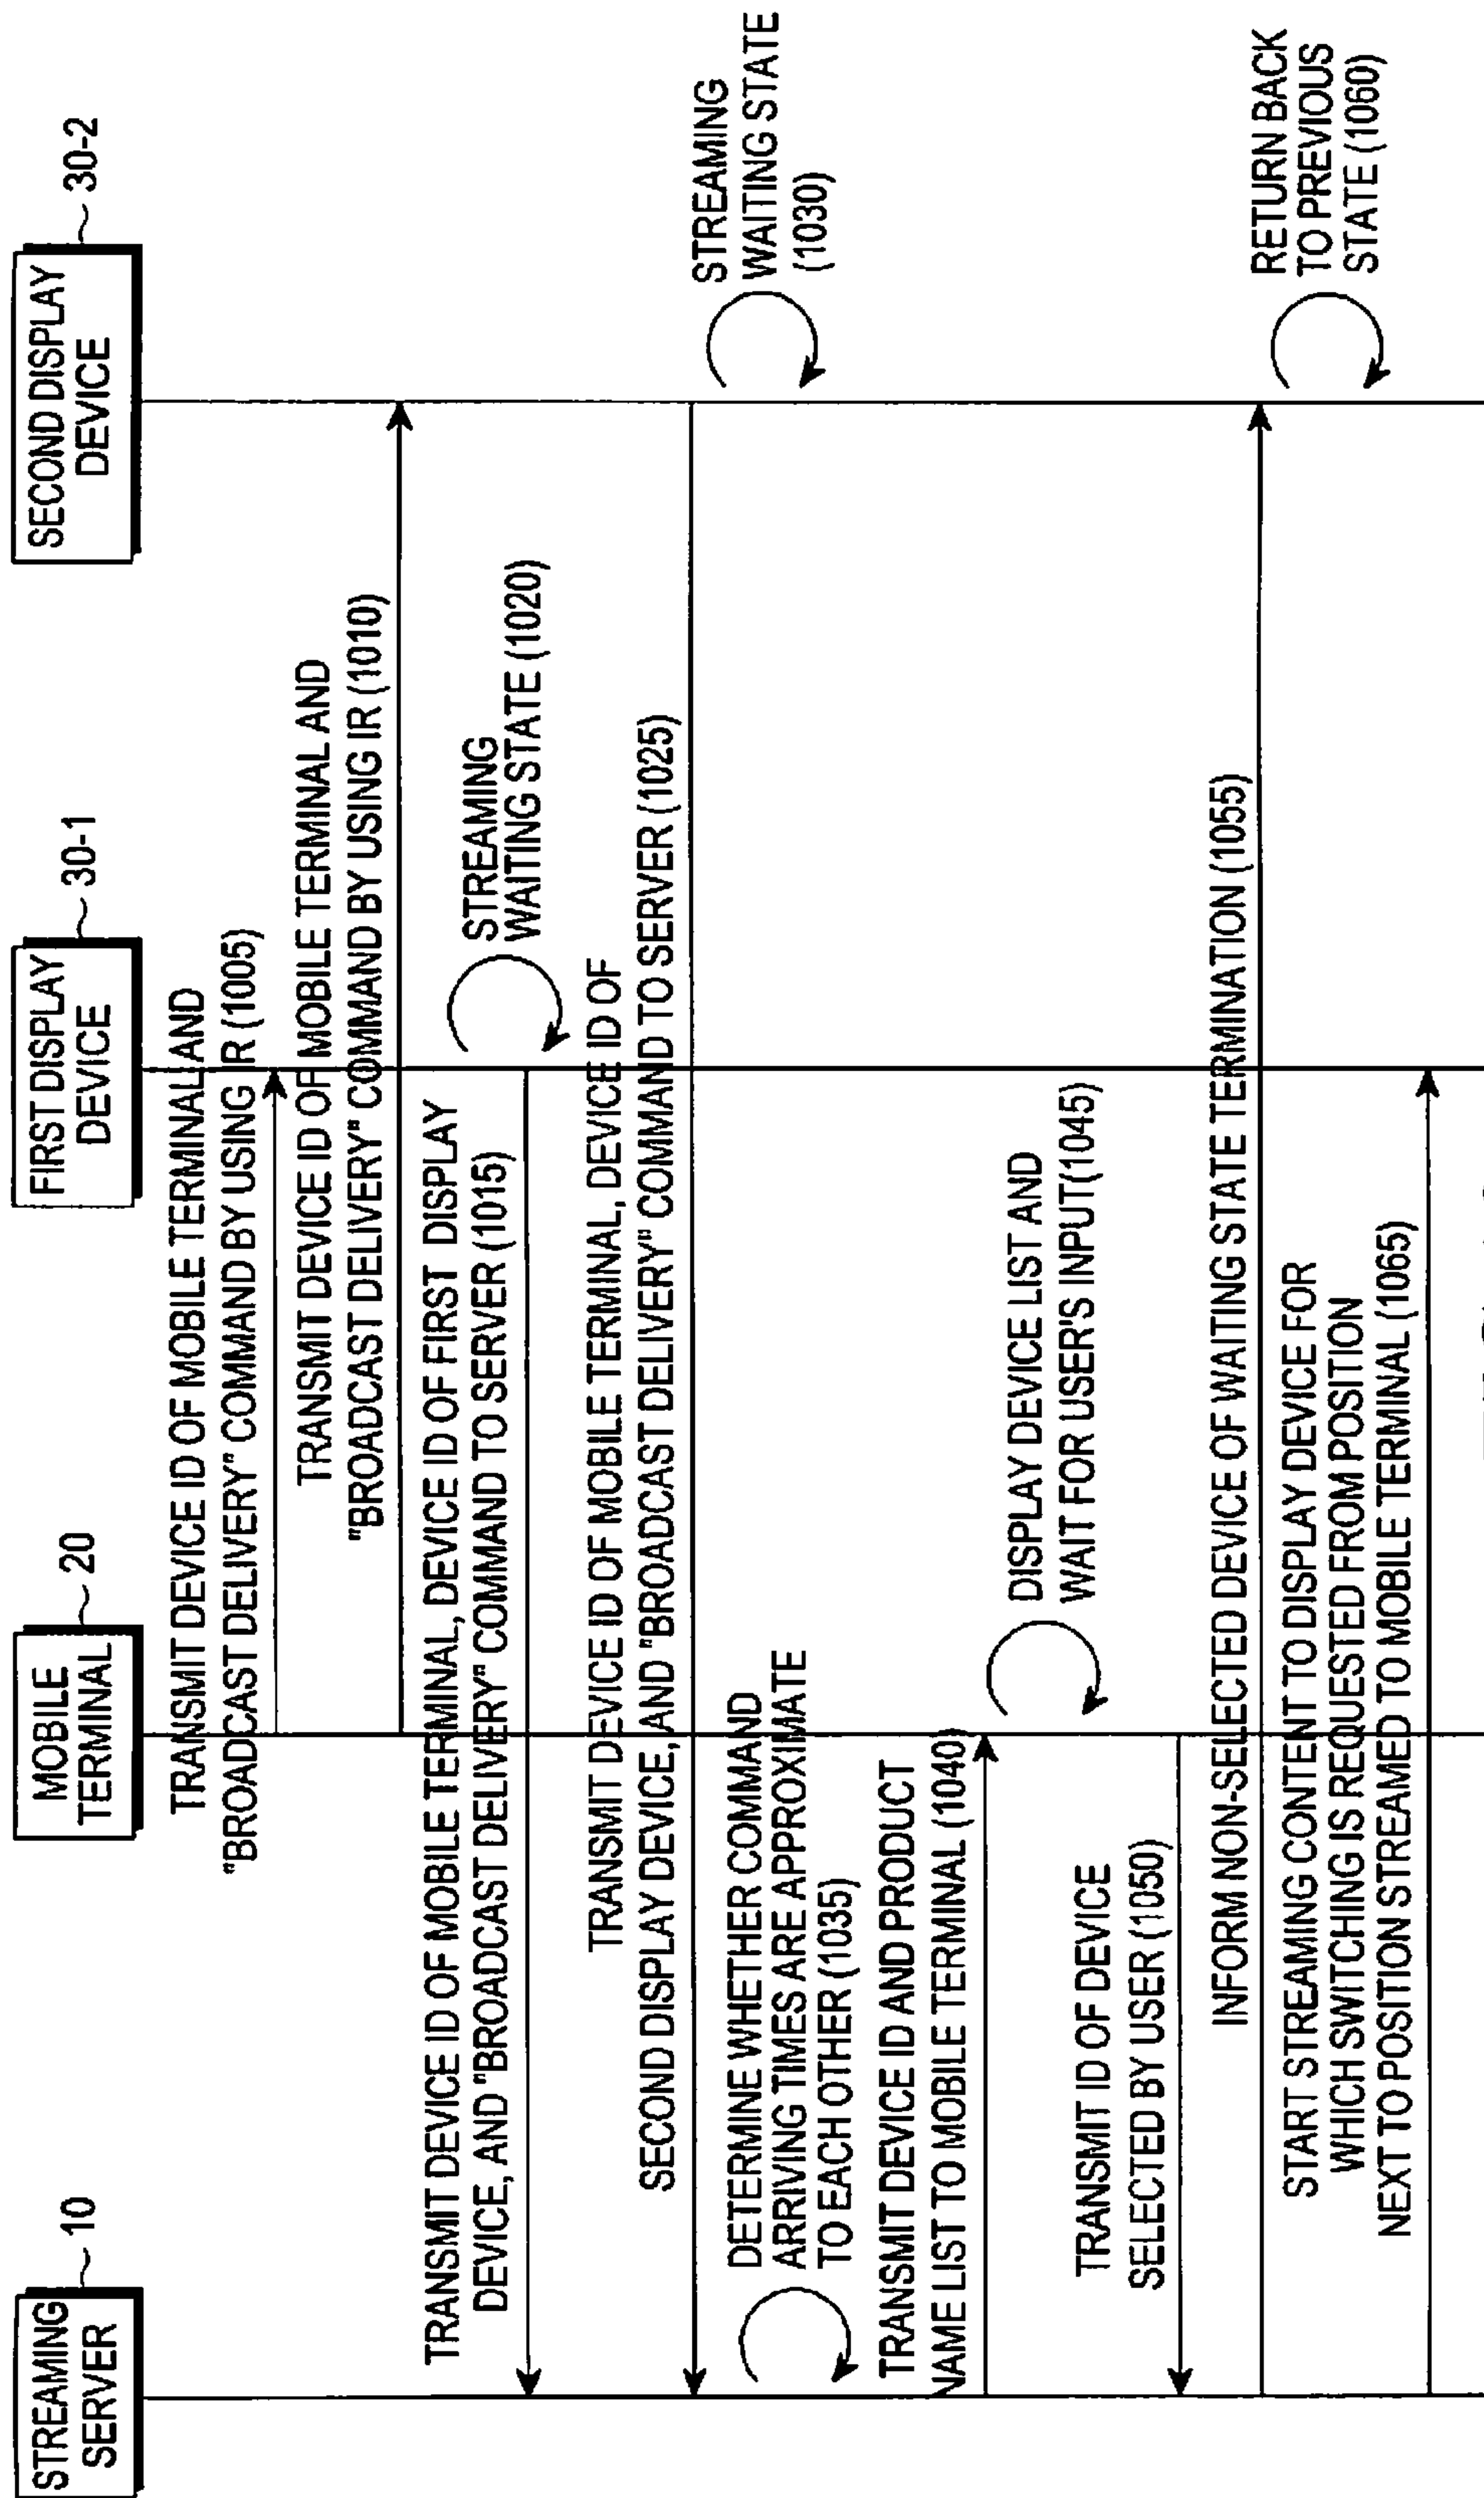 STREAMING
SERVER
10
MOBILE
TERMINAL
20
FIRST DISPLAY
DEVICE
30-1
SECOND DISPLAY
DEVICE
30-2
TRANSMIT DEVICE ID OF MOBILE TERMINAL AND
"BROADCAST DELIVERY" COMMAND BY USING IR (1005)
TRANSMIT DEVICE ID OF MOBILE TERMINAL AND
"BROADCAST DELIVERY" COMMAND BY USING IR (1010)
TRANSMIT DEVICE ID OF MOBILE TERMINAL, DEVICE ID OF FIRST DISPLAY
DEVICE, AND "BROADCAST DELIVERY" COMMAND TO SERVER (1015)
STREAMING
WAITING STATE (1020)
TRANSMIT DEVICE ID OF MOBILE TERMINAL, DEVICE ID OF
SECOND DISPLAY DEVICE, AND "BROADCAST DELIVERY" COMMAND TO SERVER (1025)
STREAMING
WAITING STATE
(1030)
DETERMINE WHETHER COMMAND
ARRIVING TIMES ARE APPROXIMATE
TO EACH OTHER (1035)
TRANSMIT DEVICE ID AND PRODUCT
NAME LIST TO MOBILE TERMINAL (1040)
DISPLAY DEVICE LIST AND
WAIT FOR USER'S INPUT(1045)
TRANSMIT ID OF DEVICE
SELECTED BY USER (1050)
INFORM NON-SELECTED DEVICE OF WAITING STATE TERMINATION (1055)
RETURN BACK
TO PREVIOUS
STATE (1060)
START STREAMING CONTENT TO DISPLAY DEVICE FOR
WHICH SWITCHING IS REQUESTED FROM POSITION
NEXT TO POSITION STREAMED TO MOBILE TERMINAL (1065)